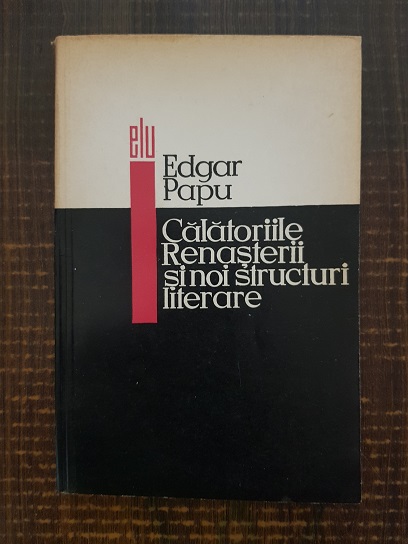 elu
Edgar
Papu
Călătoriile
Renașterii
și noi structuri
literare